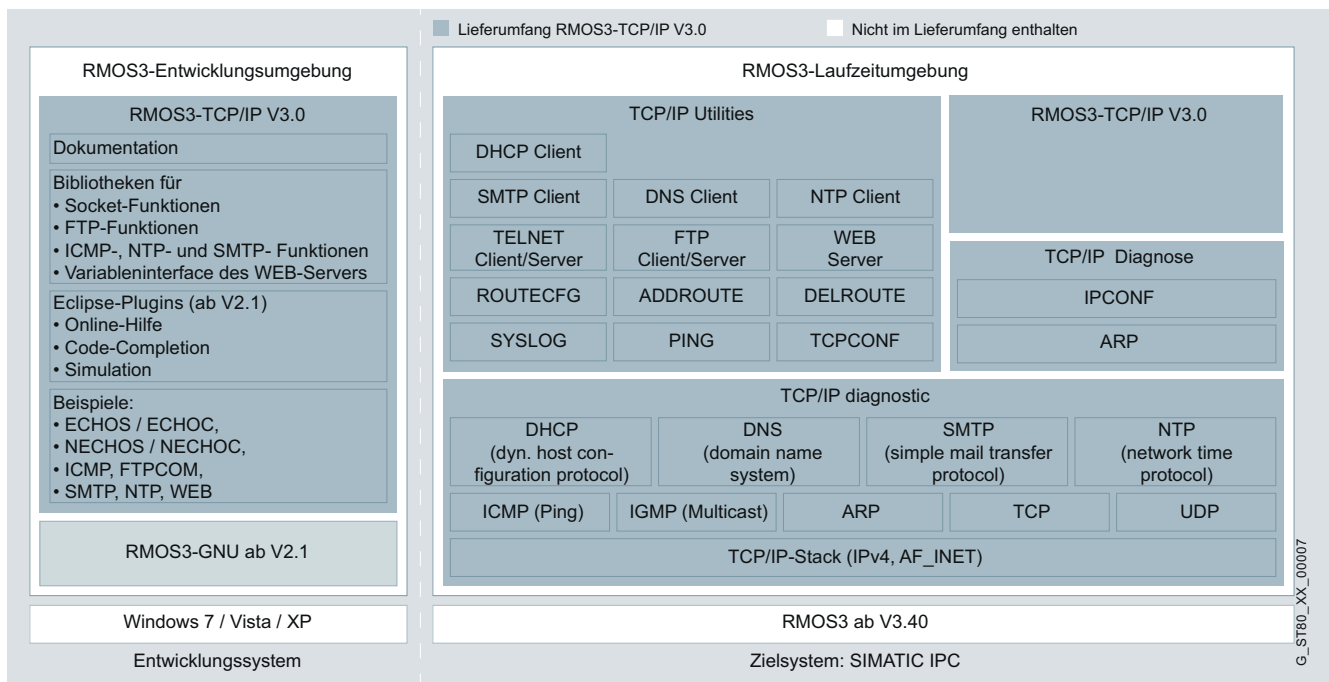 Lieferumfang RMOS3-TCP/IP V3.0
Nicht im Lieferumfang enthalten
RMOS3-Entwicklungsumgebung
RMOS3-TCP/IP V3.0
Dokumentation
Bibliotheken für
• Socket-Funktionen
• FTP-Funktionen
• ICMP-, NTP- und SMTP- Funktionen
• Variableninterface des WEB-Servers
Eclipse-Plugins (ab V2.1)
• Online-Hilfe
• Code-Completion
• Simulation
Beispiele:
• ECHOS / ECHOC,
• NECHOS / NECHOC,
• ICMP, FTPCOM,
• SMTP, NTP, WEB
RMOS3-GNU ab V2.1
Windows 7 / Vista / XP
Entwicklungssystem
RMOS3-Laufzeitumgebung
TCP/IP Utilities
DHCP Client
SMTP Client
DNS Client
NTP Client
TELNET
Client/Server
FTP
Client/Server
WEB
Server
ROUTECFG
ADDROUTE
DELROUTE
SYSLOG
PING
TCPCONF
RMOS3-TCP/IP V3.0
TCP/IP Diagnose
IPCONF
ARP
TCP/IP diagnostic
DHCP
(dyn. host con-
figuration protocol)
DNS
(domain name
system)
SMTP
(simple mail transfer
protocol)
NTP
(network time
protocol)
ICMP (Ping)
IGMP (Multicast)
ARP
TCP
UDP
TCP/IP-Stack (IPv4, AF_INET)
RMOS3 ab V3.40
Zielsystem: SIMATIC IPC
G_ST80_XX_00007